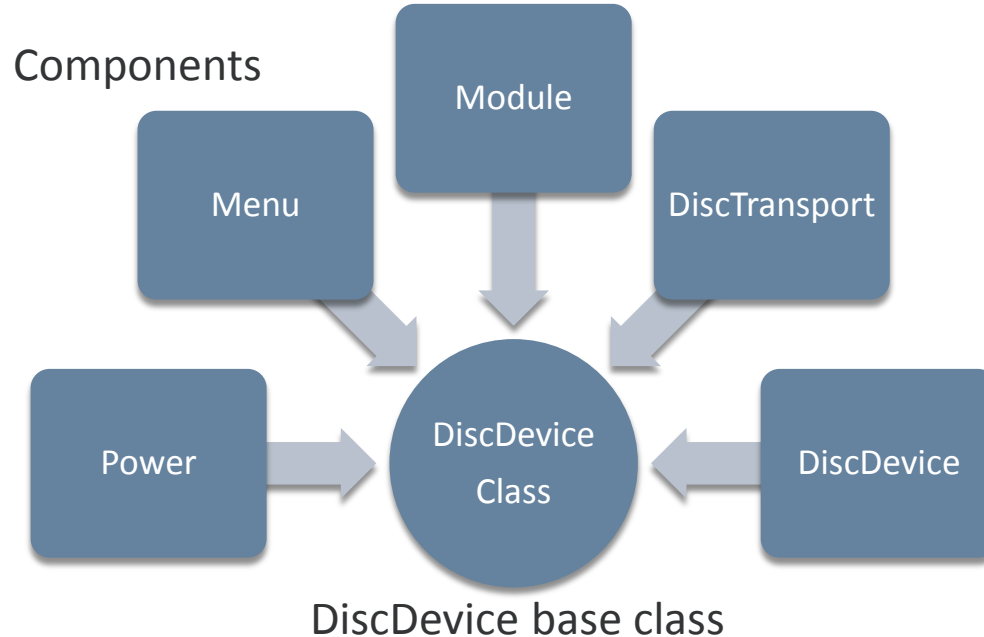 Components
Module
Menu
DiscTransport
Power
DiscDevice
Class
DiscDevice
DiscDevice base class